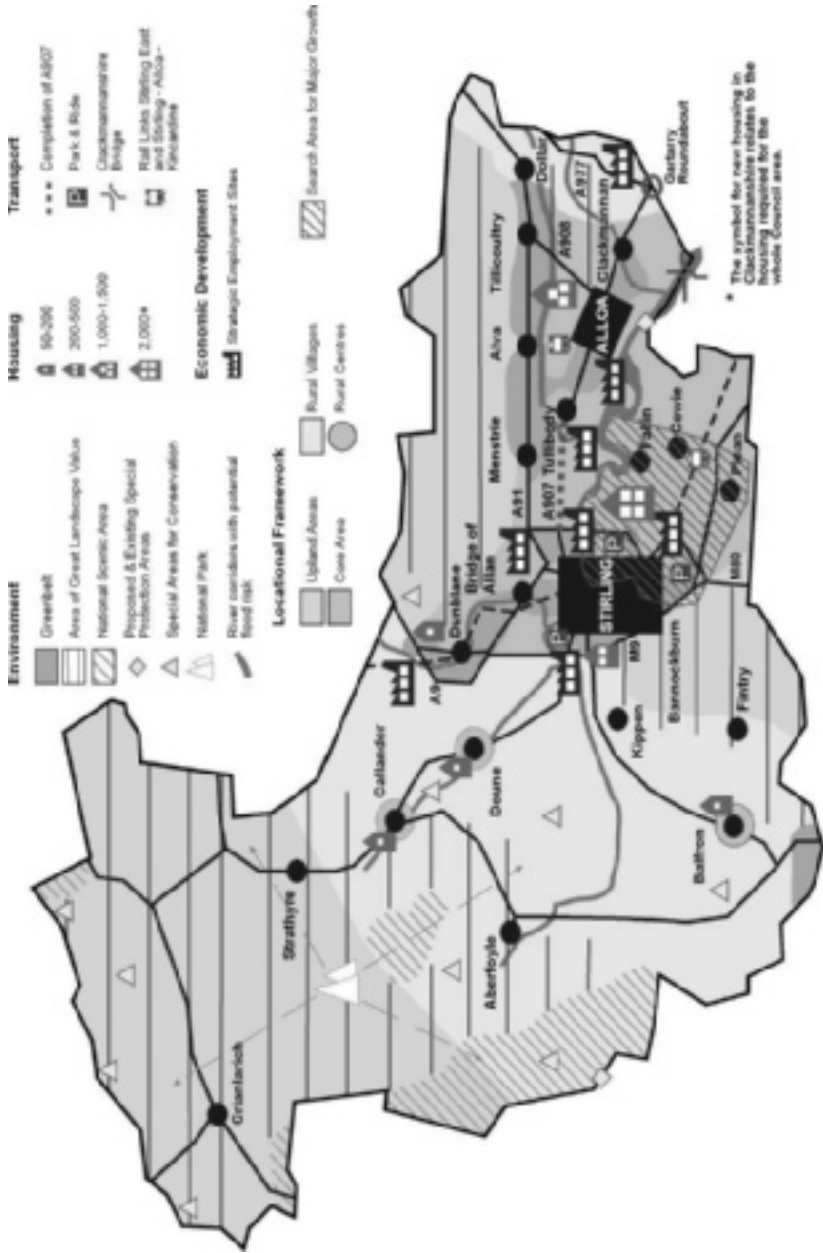 Environment
Greenbelt
Area of Great Landscape Value
National Scenic Area
Proposed & Existing Special
Protection Areas
Special Areas for Conservation
National Park
River corridors with potential
flood risk
Housing
50-200
200-500
1,000-1,500
2,000*
Transport
Completion of A907
Park & Ride
Clackmannanshire
Bridge
Rail Links Stirling East
and Stirling - Alloa -
Kincardine
Economic Development
Strategic Employment Sites
Locational Framework
Upland Areas
Core Area
Rural Villages
Rural Centres
Search Area for Major Growth
Crianlarich
Strathyre
Callander
Aberfoyle
Doune
Balfron
Kippen
Fintry
Bannockburn
Dunblane
Bridge of
Allan
STIRLING
A9
M9
M80
A91
A907
Menstrie
Alva
Tillicoultry
Dollar
Tullibody
ALLOA
Clackmannan
A908
A977
Gartarry
Roundabout
Fallin
Cowie
Plean
P
P
P
* The symbol for new housing in
Clackmannanshire relates to the
housing required for the
whole Council area.